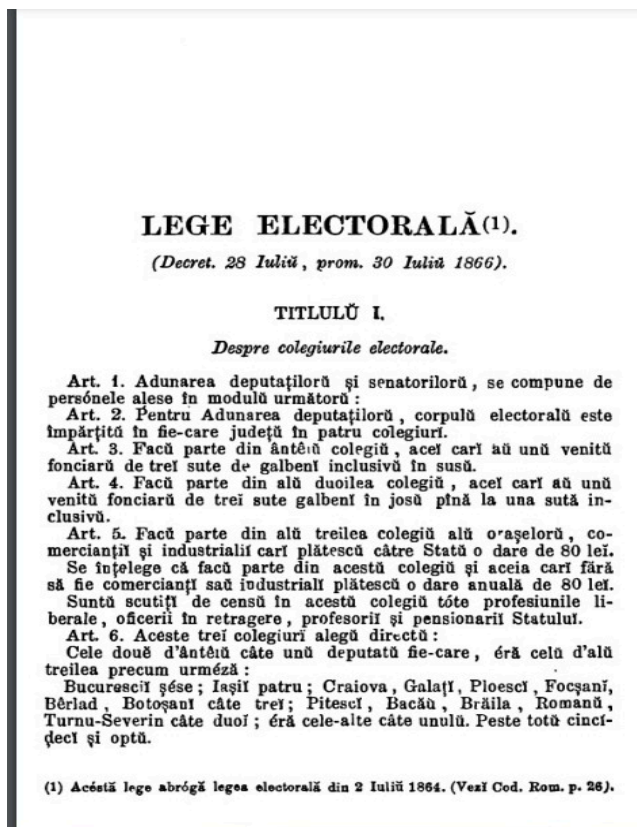 LEGE ELECTORALĂ(1).
(Decret. 28 Iuliŭ, prom. 30 Iuliŭ 1866).
TITLULŬ I.
Despre colegiurile electorale.
Art. 1. Adunarea deputaţilorŭ şi senatorilorŭ, se compune de
persónele alese în modulŭ următorŭ :
Art. 2. Pentru Adunarea deputaţilorŭ, corpulŭ electoralŭ este
împărţitŭ în fie-care judeţŭ în patru colegiurĭ.
Art. 3. Facŭ parte din ântêiŭ colegiŭ, aceĭ carĭ aŭ unŭ venitŭ
fonciarŭ de treĭ sute de galbenĭ inclusivŭ în susŭ.
Art. 4. Facŭ parte din alŭ duoilea colegiŭ, aceĭ carĭ aŭ unŭ
venitŭ fonciarŭ de treĭ sute galbenĭ în josŭ pînă la una sută in-
clusivŭ.
Art. 5. Facŭ parte din alŭ treilea colegiŭ alŭ oraşelorŭ, co-
mercianţiĭ şi industrialiĭ carĭ plătescŭ câtre Statŭ o dare de 80 leĭ.
Se înţelege că facŭ parte din acestŭ colegiŭ şi aceia carĭ fără
să fie comercianţĭ saŭ industrialĭ plătescŭ o dare anuală de 80 leĭ.
Suntŭ scutiţĭ de censŭ în acestŭ colegiŭ tóte profesiunile li-
berale, oficerii in retragere, profesoriĭ şi pensionariĭ Statuluĭ.
Art. 6. Aceste treĭ colegiurĭ alegŭ directŭ :
Cele douĕ d'ântêiŭ câte unŭ deputatŭ fie-care, éră celŭ d'alŭ
treilea precum urméză :
Bucuresciĭ şése; Iaşiĭ patru; Craiova, Galaţĭ, Ploescĭ, Focşanĭ,
Bêrlad, Botoşanĭ câte treĭ; Pitescĭ, Bacăŭ, Brăila, Romanŭ,
Turnu-Severin câte duoĭ; éră cele-alte câte unulŭ. Peste totŭ cincĭ-
ḑecĭ şi optŭ.
(1) Acéstă lege abrógă legea electorală din 2 Iuliŭ 1864. (Vezĭ Cod. Rom. p. 26).